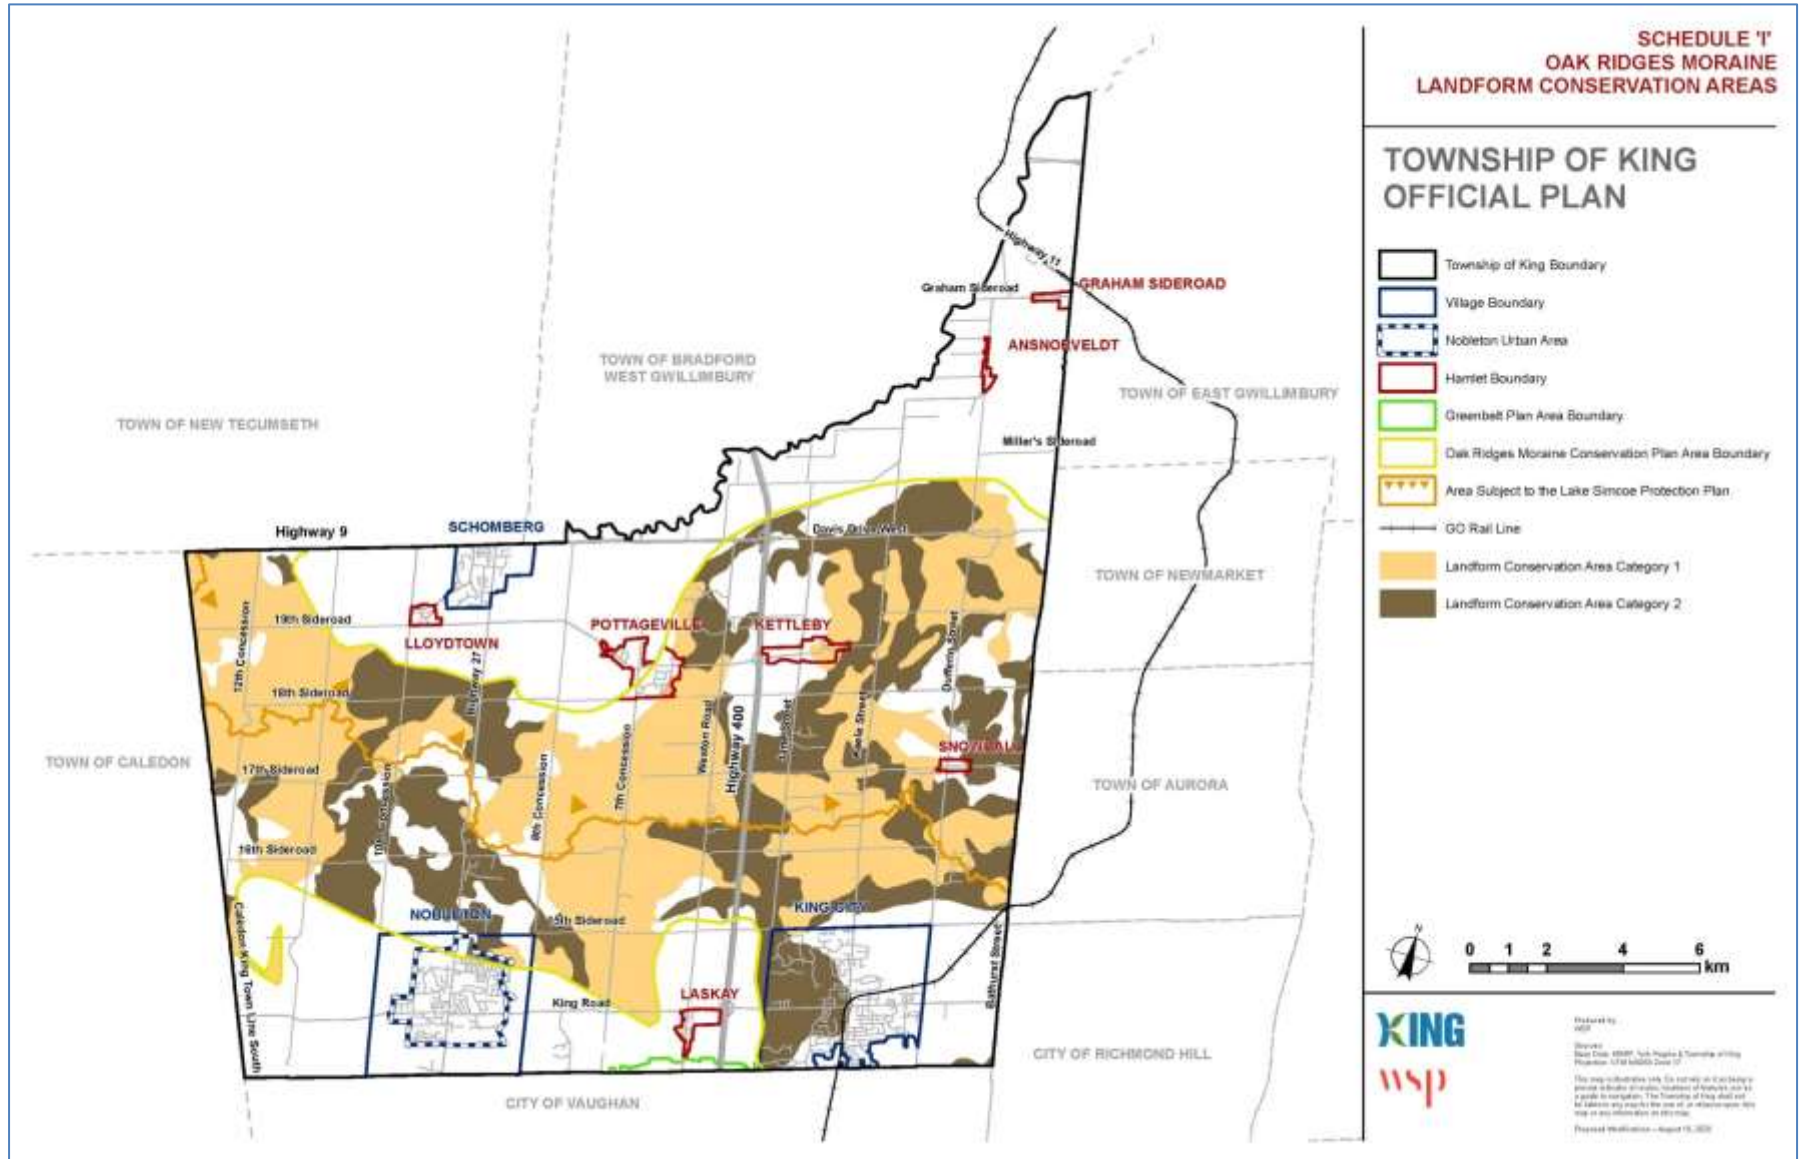 SCHEDULE 'I'
OAK RIDGES MORAINE
LANDFORM CONSERVATION AREAS
TOWNSHIP OF KING
OFFICIAL PLAN
Township of King Boundary
Village Boundary
Nobleton Urban Area
Hamlet Boundary
Greenbelt Plan Area Boundary
Oak Ridges Moraine Conservation Plan Area Boundary
Area Subject to the Lake Simcoe Protection Plan
GO Rail Line
Landform Conservation Area Category 1
Landform Conservation Area Category 2
N
0 1 2 4 6
km
KING
wsp
Highway 11
Graham Sideroad
GRAHAM SIDEROAD
ANSNORVELDT
TOWN OF BRADFORD
WEST GWILLIMBURY
TOWN OF EAST GWILLIMBURY
TOWN OF NEW TECUMSETH
Miller's Sideroad
SCHOMBERG
Highway 9
Davis Drive West
TOWN OF NEWMARKET
12th Concession
19th Sideroad
LLOYDTOWN
POTTAGEVILLE
KETTLEBY
Dufferin Street
Highway 27
18th Sideroad
Weston Road
Highway 400
Jane Street
Keele Street
SNOWBALL
TOWN OF CALEDON
17th Sideroad
10th Concession
8th Concession
7th Concession
TOWN OF AURORA
16th Sideroad
NOBLETON
15th Sideroad
KING CITY
Caledon King Town Line South
King Road
LASKAY
Bathurst Street
CITY OF RICHMOND HILL
CITY OF VAUGHAN